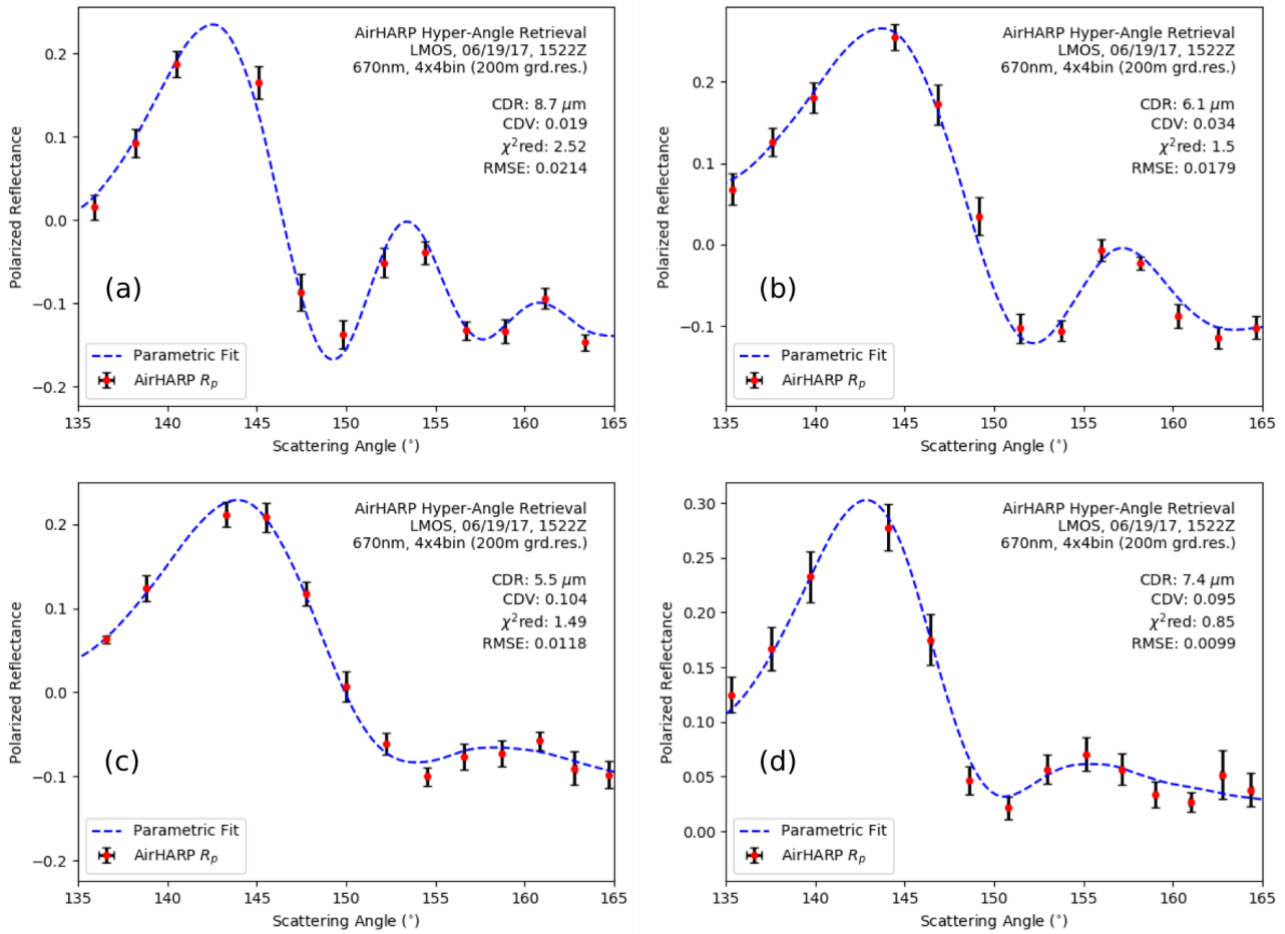 AirHARP Hyper-Angle Retrieval
LMOS, 06/19/17, 1522Z
670nm, 4x4bin (200m grd.res.)
CDR: 8.7 μm
CDV: 0.019
χ²red: 2.52
RMSE: 0.0214
0.2
0.1
0.0
−0.1
−0.2
Polarized Reflectance
(a)
Parametric Fit
AirHARP Rp
135 140 145 150 155 160 165
Scattering Angle (°)
AirHARP Hyper-Angle Retrieval
LMOS, 06/19/17, 1522Z
670nm, 4x4bin (200m grd.res.)
CDR: 6.1 μm
CDV: 0.034
χ²red: 1.5
RMSE: 0.0179
0.2
0.1
0.0
−0.1
Polarized Reflectance
(b)
Parametric Fit
AirHARP Rp
135 140 145 150 155 160 165
Scattering Angle (°)
AirHARP Hyper-Angle Retrieval
LMOS, 06/19/17, 1522Z
670nm, 4x4bin (200m grd.res.)
CDR: 5.5 μm
CDV: 0.104
χ²red: 1.49
RMSE: 0.0118
0.2
0.1
0.0
−0.1
−0.2
Polarized Reflectance
(c)
Parametric Fit
AirHARP Rp
135 140 145 150 155 160 165
Scattering Angle (°)
AirHARP Hyper-Angle Retrieval
LMOS, 06/19/17, 1522Z
670nm, 4x4bin (200m grd.res.)
CDR: 7.4 μm
CDV: 0.095
χ²red: 0.85
RMSE: 0.0099
0.30
0.25
0.20
0.15
0.10
0.05
0.00
Polarized Reflectance
(d)
Parametric Fit
AirHARP Rp
135 140 145 150 155 160 165
Scattering Angle (°)